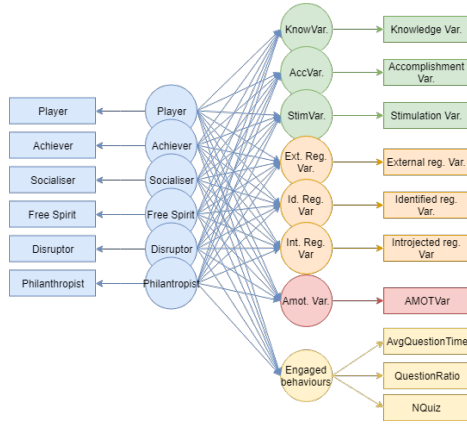 Player
Achiever
Socialiser
Free Spirit
Disruptor
Philanthropist
Player
Achiever
Socialiser
Free Spirit
Disruptor
Philantropist
KnowVar.
AccVar.
StimVar.
Ext. Reg.
Var.
Id. Reg.
Var
Int. Reg.
Var
Amot. Var.
Engaged
behaviours
Knowledge Var.
Accomplishment
Var.
Stimulation Var.
External reg. Var.
Identified reg.
Var.
Introjected reg.
Var
AMOTVar
AvgQuestionTime
QuestionRatio
NQuiz